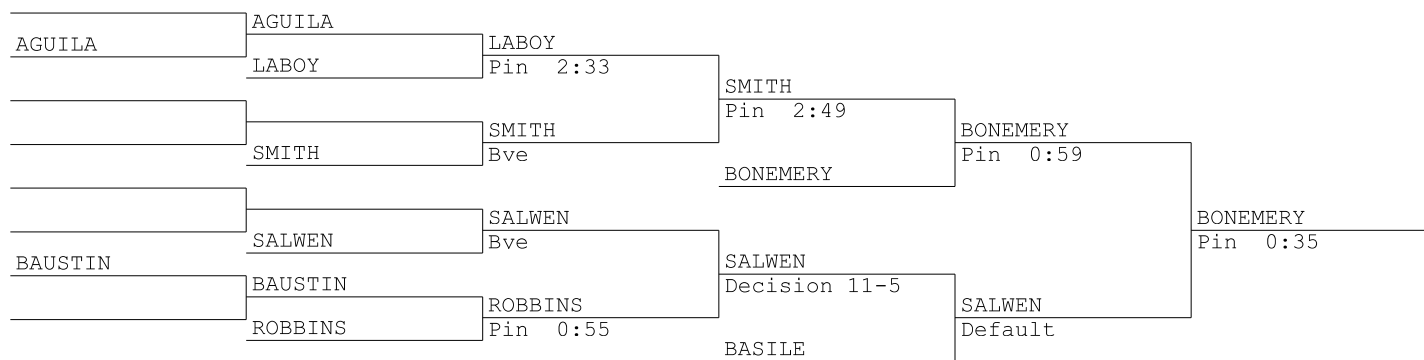 AGUILA
AGUILA
LABOY
LABOY
Pin 2:33
SMITH
Pin 2:49
SMITH
SMITH
Bve
BONEMERY
BONEMERY
Pin 0:59
SALWEN
SALWEN
Bve
BONEMERY
Pin 0:35
BAUSTIN
BAUSTIN
ROBBINS
ROBBINS
Pin 0:55
SALWEN
Decision 11-5
BASILE
SALWEN
Default